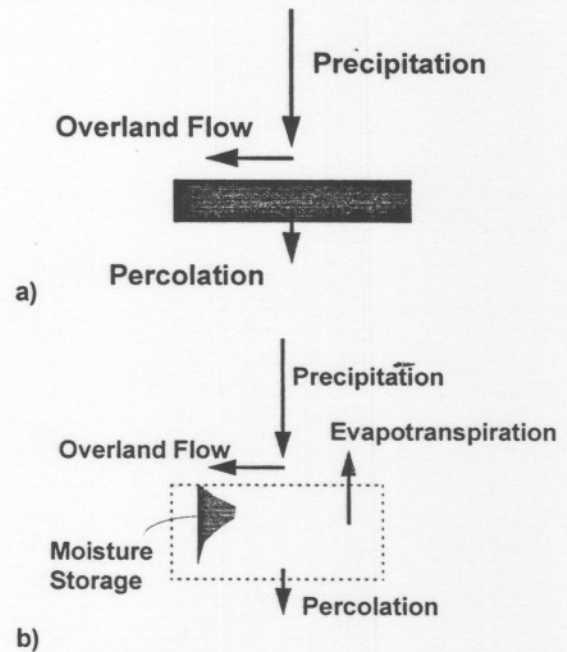 Precipitation
Overland Flow
Percolation
a)
Precipitation
Evapotranspiration
Overland Flow
Moisture
Storage
Percolation
b)